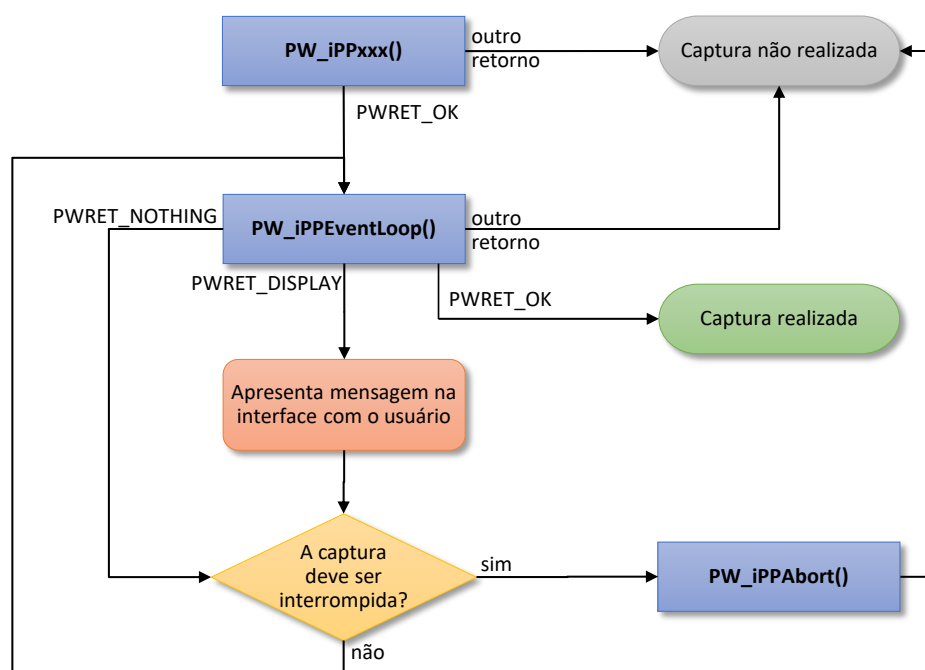 PW_iPPxxx()
outro
retorno
Captura não realizada
PWRET_OK
PWRET_NOTHING
PW_iPPEventLoop()
outro
retorno
PWRET_DISPLAY
PWRET_OK
Captura realizada
Apresenta mensagem na
interface com o usuário
A captura
deve ser
interrompida?
sim
PW_iPPAbort()
não